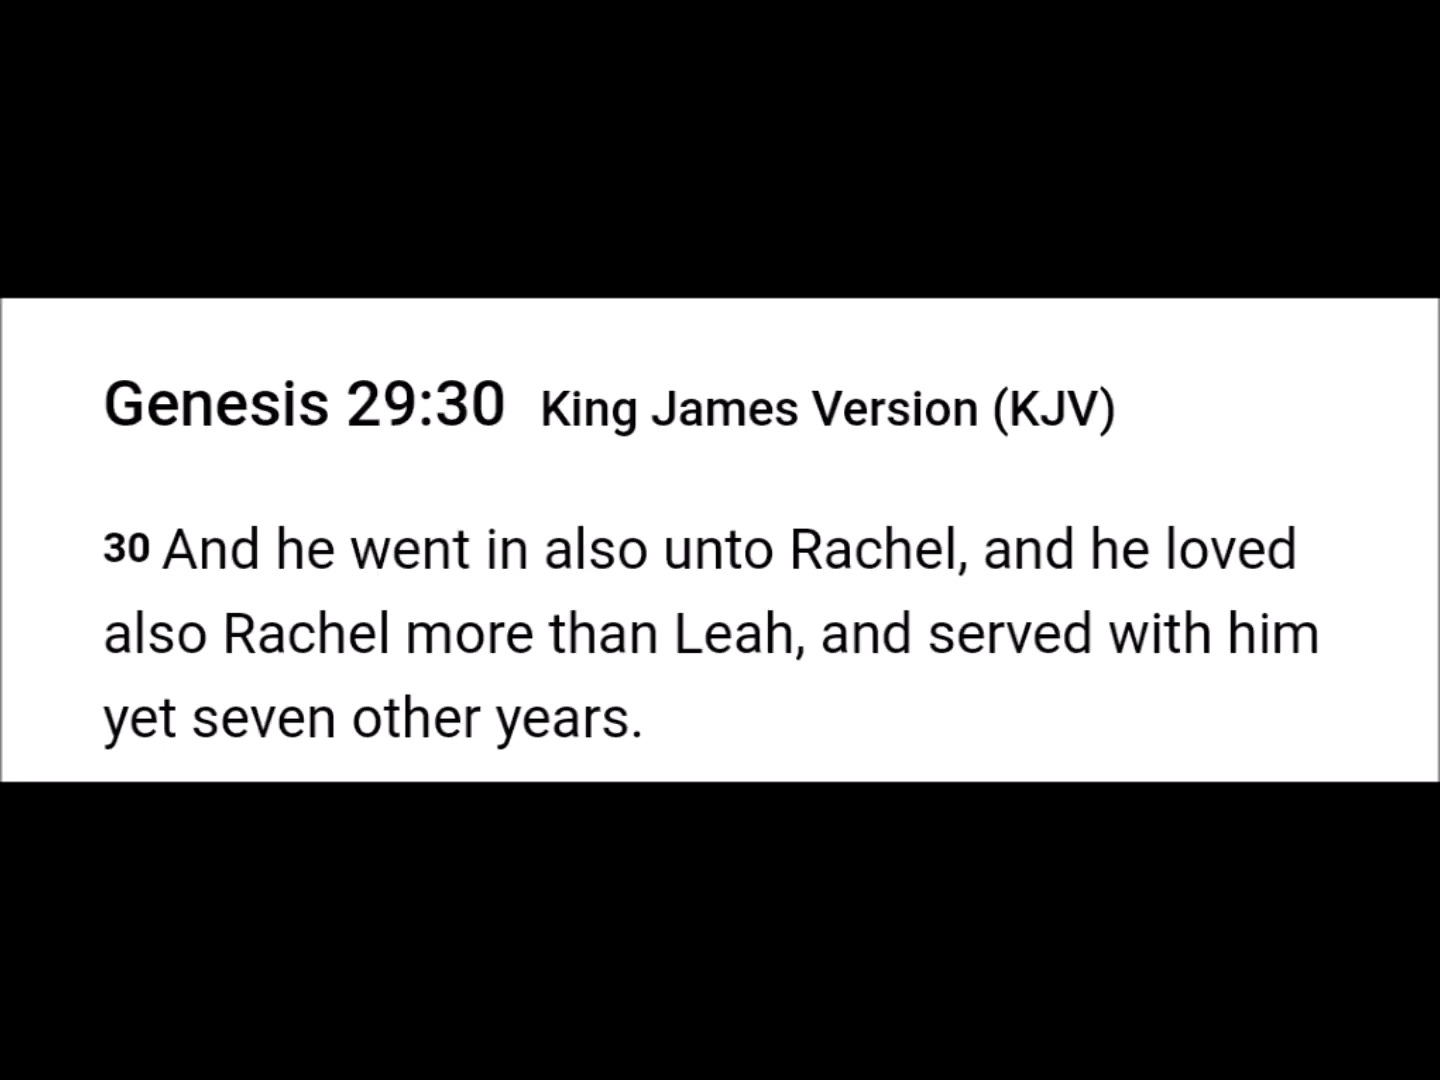 Genesis 29:30 King James Version (KJV)
30 And he went in also unto Rachel, and he loved
also Rachel more than Leah, and served with him
yet seven other years.